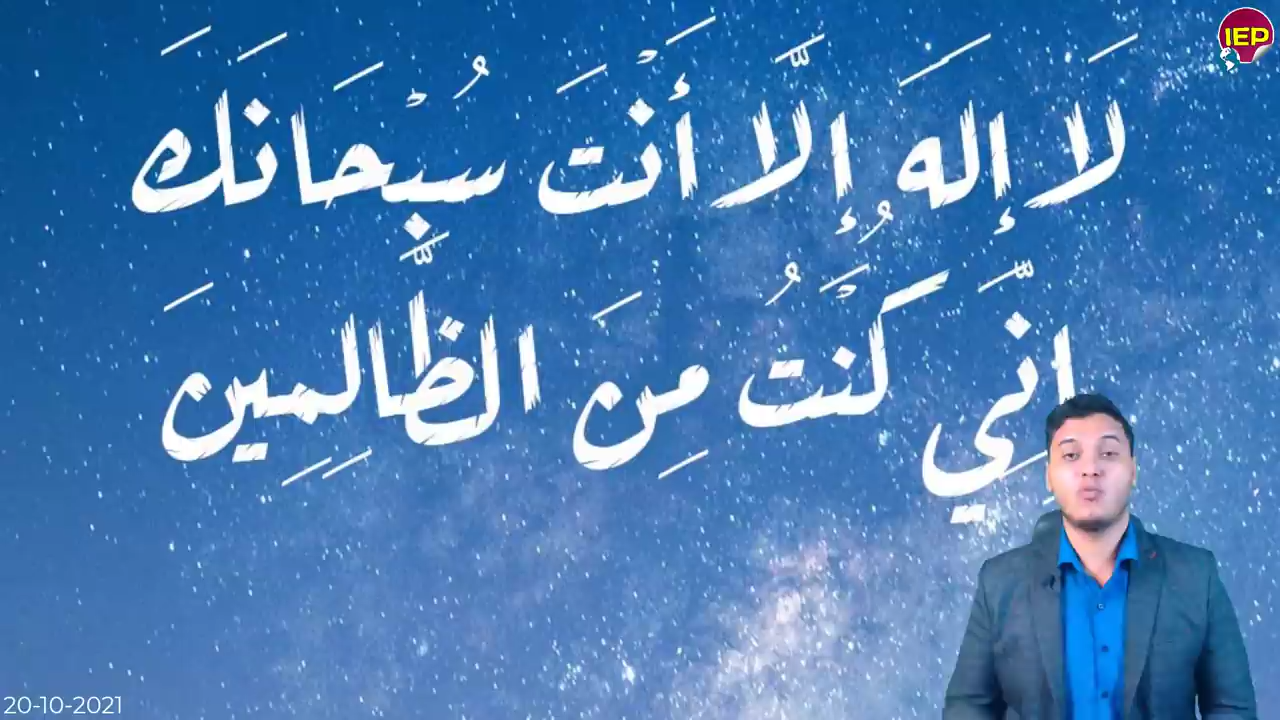 لَا إِلَهَ إِلَّا أَنْتَ سُبْحَانَكَ
إِنَّي كُنْتُ مِنَ الظَّالِمِينَ
IEP
20-10-2021